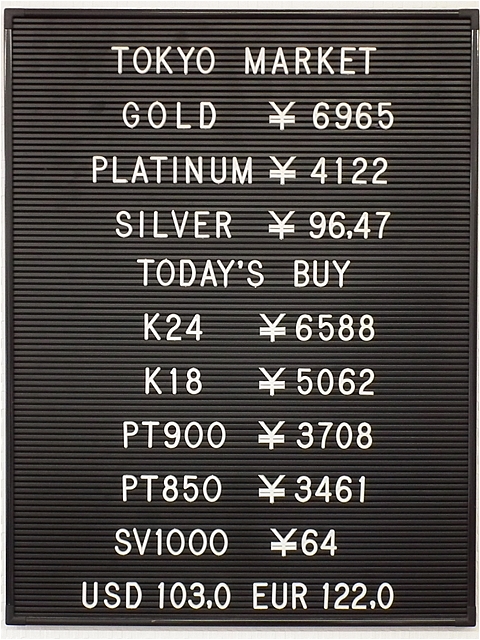 TOKYO MARKET
GOLD ¥ 6965
PLATINUM ¥ 4122
SILVER ¥ 96.47
TODAY'S BUY
K24 ¥6588
K18 ¥5062
PT900 ¥3708
PT850 ¥3461
SV1000 ¥64
USD 103.0 EUR 122.0